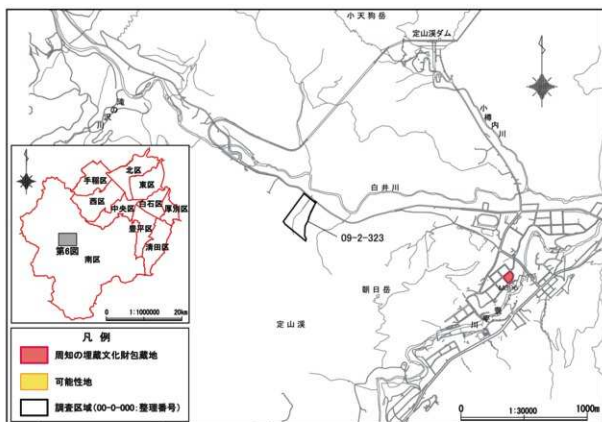 小天狗岳
定山渓ダム
小樽内川
滝の沢川
白井川
09-2-323
朝日岳
定山渓
豊平川
北区
手稲区
東区
西区
中央区
白石区
厚別区
豊平区
清田区
南区
第6図
0
1:1000000
20km
凡例
周知の埋蔵文化財包蔵地
可能性地
調査区域(00-0-000:整理番号)
0
1:30000
1000m